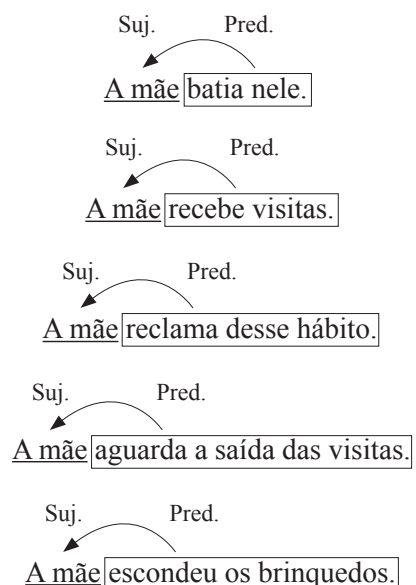 Suj. Pred.
A mãe batia nele.
Suj. Pred.
A mãe recebe visitas.
Suj. Pred.
A mãe reclama desse hábito.
Suj. Pred.
A mãe aguarda a saída das visitas.
Suj. Pred.
A mãe escondeu os brinquedos.